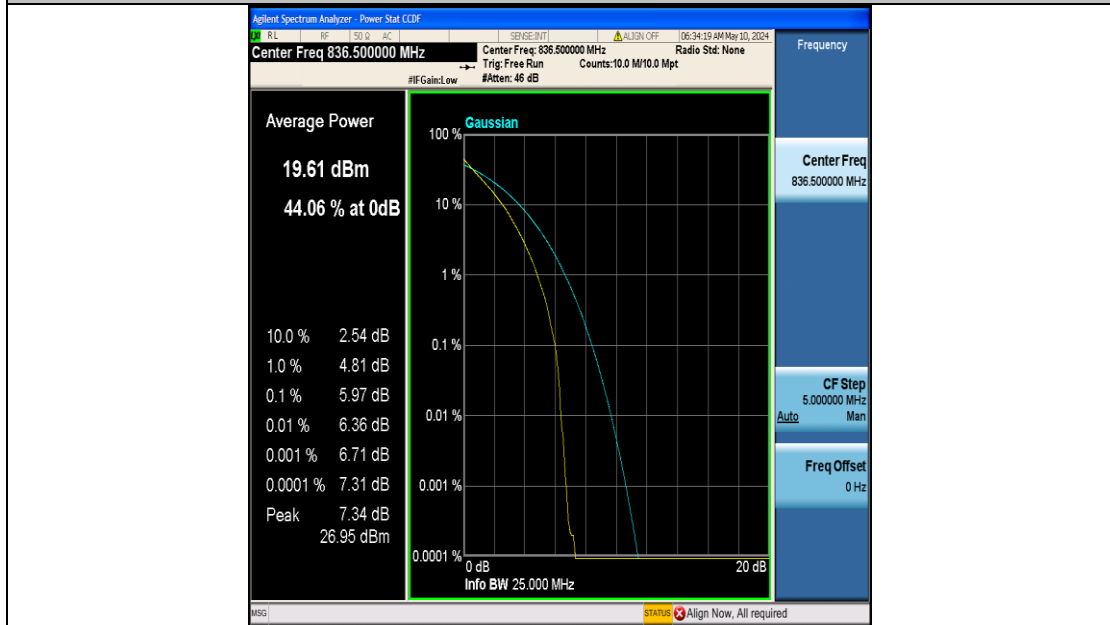 Agilent Spectrum Analyzer - Power Stat CCDF
RL RF 50 Ω AC SENSE:INT ALIGN OFF 06:34:19 AM May 10, 2024
Center Freq 836.500000 MHz
Center Freq: 836.500000 MHz Radio Std: None
Trig: Free Run Counts:10.0 M/10.0 Mpt
#IFGain:Low #Atten: 46 dB
Frequency
Average Power
19.61 dBm
44.06 % at 0dB
10.0 % 2.54 dB
1.0 % 4.81 dB
0.1 % 5.97 dB
0.01 % 6.36 dB
0.001 % 6.71 dB
0.0001 % 7.31 dB
Peak 7.34 dB
26.95 dBm
Gaussian
100 %
10 %
1 %
0.1 %
0.01 %
0.001 %
0.0001 %
0 dB 20 dB
Info BW 25.000 MHz
Center Freq
836.500000 MHz
CF Step
5.000000 MHz
Auto Man
Freq Offset
0 Hz
MSG STATUS Align Now, All required